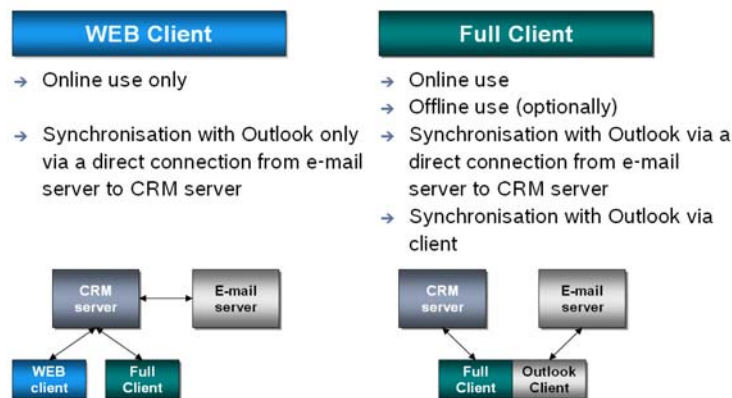 WEB Client
→ Online use only
→ Synchronisation with Outlook only
via a direct connection from e-mail
server to CRM server
CRM
server
E-mail
server
WEB
client
Full
Client
Full Client
→ Online use
→ Offline use (optionally)
→ Synchronisation with Outlook via a
direct connection from e-mail
server to CRM server
→ Synchronisation with Outlook via
client
CRM
server
E-mail
server
Full
Client
Outlook
Client